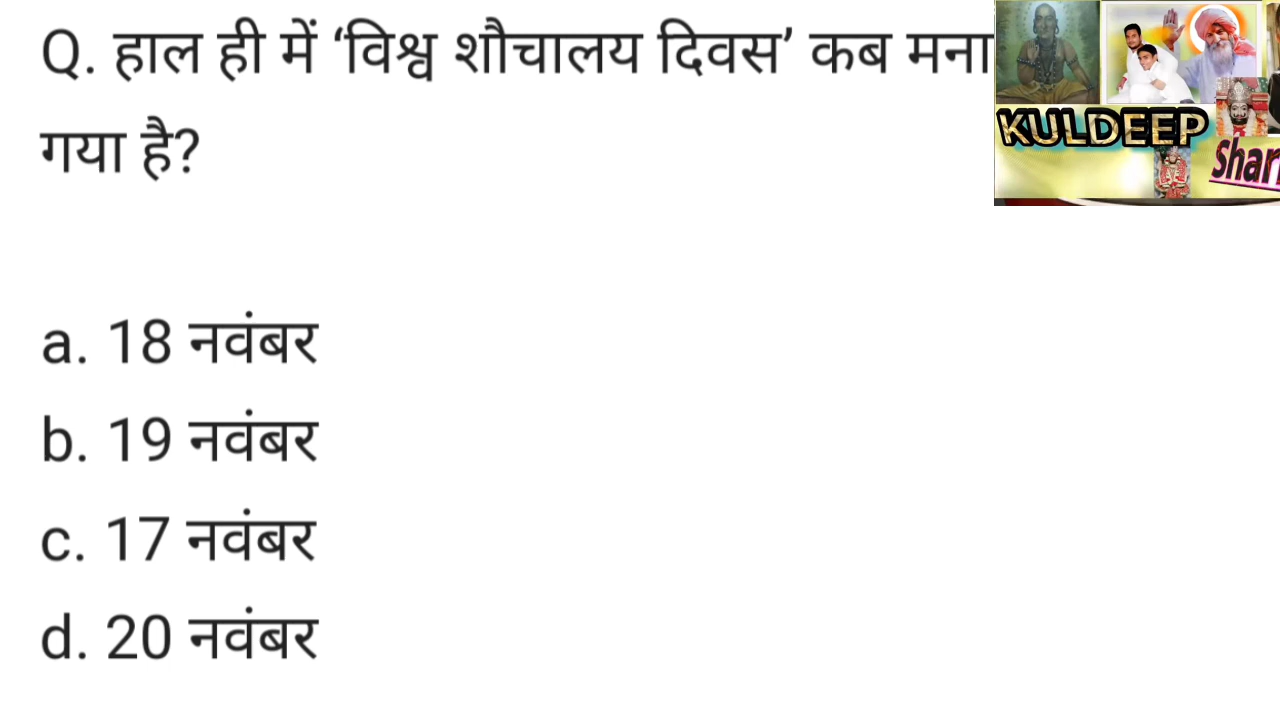 Q. हाल ही में ‘विश्व शौचालय दिवस’ कब मना
गया है?
KULDEEP
Shar
a. 18 नवंबर
b. 19 नवंबर
c. 17 नवंबर
d. 20 नवंबर